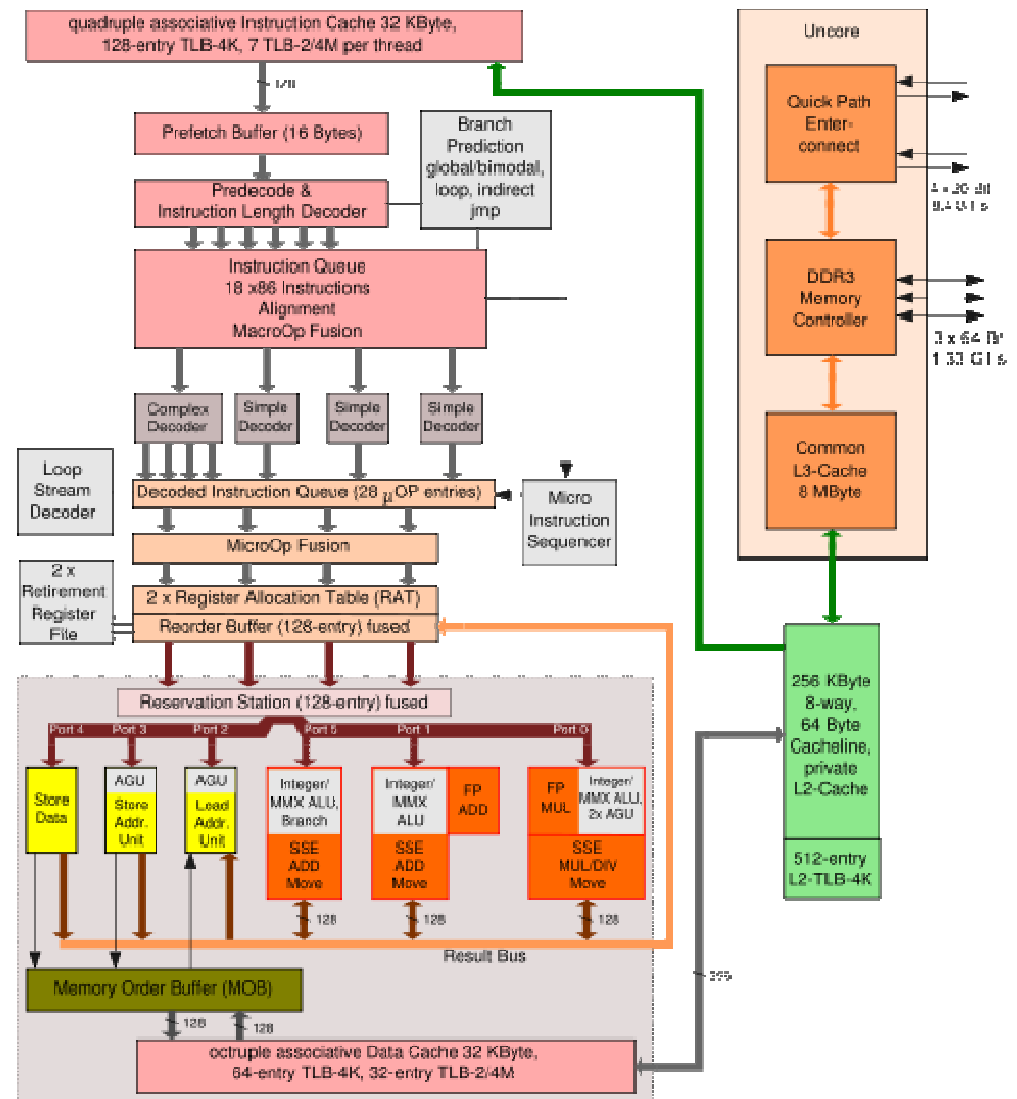 quadruple associative Instruction Cache 32 KByte,
128-entry TLB-4K, 7 TLB-2/4M per thread
128
Prefetch Buffer (16 Bytes)
Predecode &
Instruction Length Decoder
Branch
Prediction
global/bimodal,
loop, indirect
jmp
Instruction Queue
18 x86 Instructions
Alignment
MacroOp Fusion
Complex
Decoder
Simple
Decoder
Simple
Decoder
Simple
Decoder
Loop
Stream
Decoder
Decoded Instruction Queue (28 µOP entries)
Micro
Instruction
Sequencer
MicroOp Fusion
2 x
Retirement
Register
File
2 x Register Allocation Table (RAT)
Reorder Buffer (128-entry) fused
Reservation Station (128-entry) fused
Port 4
Port 3
Port 2
Port 5
Port 1
Port 0
Store
Data
AGU
Store
Addr.
Unit
AGU
Load
Addr.
Unit
Integer/
MMX ALU,
Branch
SSE
ADD
Move
Integer/
MMX
ALU
FP
ADD
SSE
ADD
Move
FP
MUL
Integer/
MMX ALU,
2x AGU
SSE
MUL/DIV
Move
128
128
128
Result Bus
Memory Order Buffer (MOB)
128
128
octruple associative Data Cache 32 KByte,
64-entry TLB-4K, 32-entry TLB-2/4M
Uncore
Quick Path
Enter-
connect
DDR3
Memory
Controller
3 x 64 Bit
1.33 GT/s
Common
L3-Cache
8 MByte
256 KByte
8-way,
64 Byte
Cacheline,
private
L2-Cache
512-entry
L2-TLB-4K